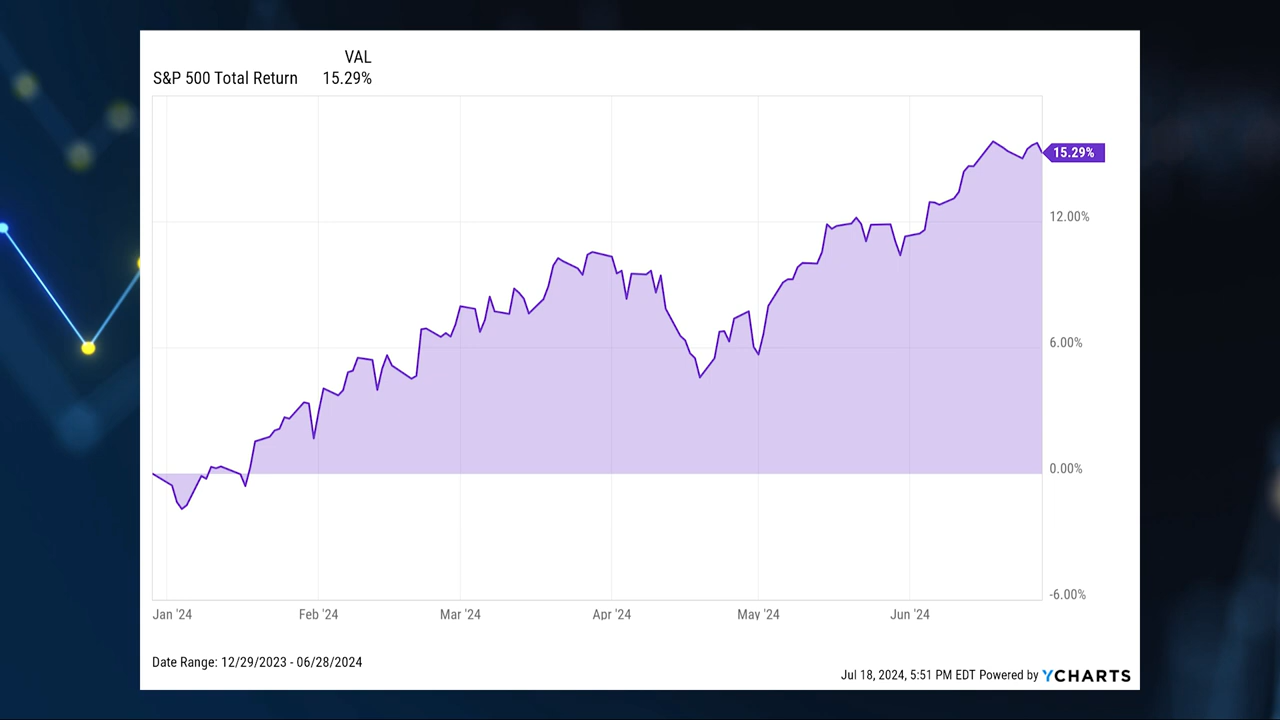 VAL
S&P 500 Total Return 15.29%
15.29%
12.00%
6.00%
0.00%
-6.00%
Jan '24 Feb '24 Mar '24 Apr '24 May '24 Jun '24
Date Range: 12/29/2023 - 06/28/2024
Jul 18, 2024, 5:51 PM EDT Powered by YCHARTS